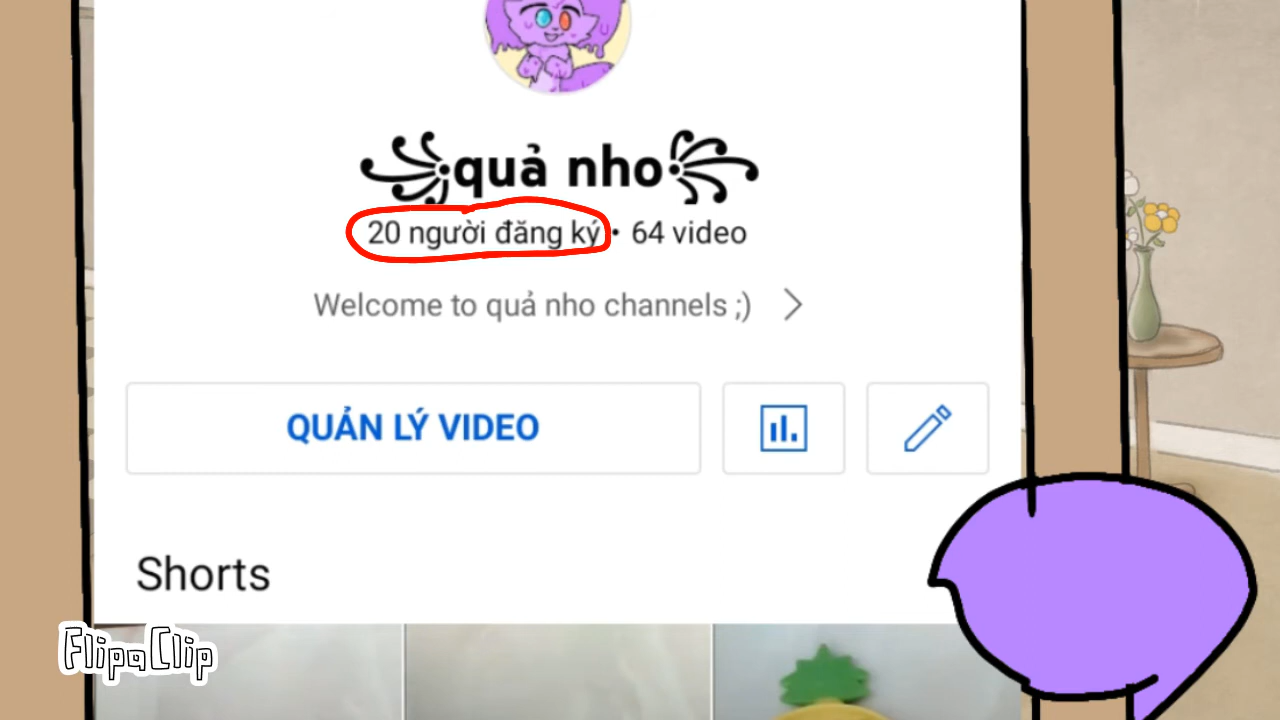 quả nho
20 người đăng ký • 64 video
Welcome to quả nho channels ;)
QUẢN LÝ VIDEO
Shorts
FlipaClip